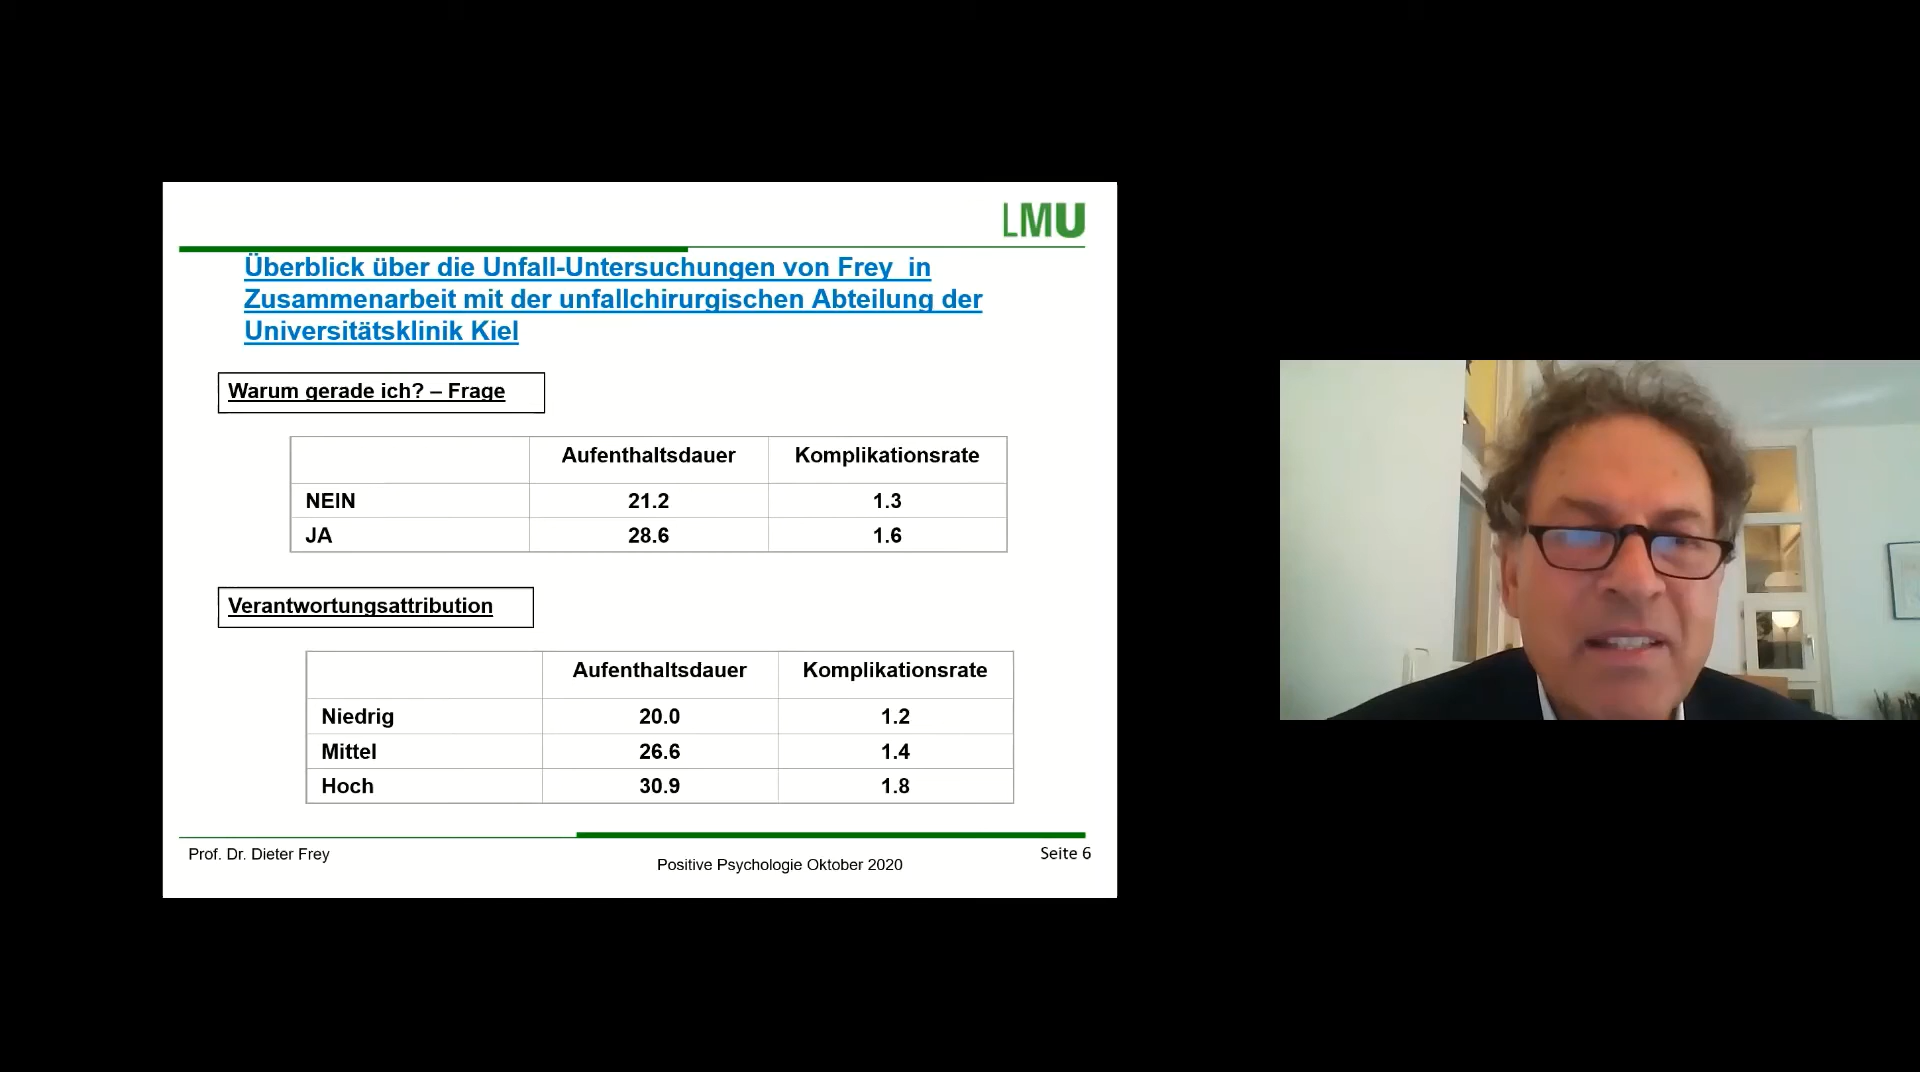 LMU
Überblick über die Unfall-Untersuchungen von Frey in
Zusammenarbeit mit der unfallchirurgischen Abteilung der
Universitätsklinik Kiel
Warum gerade ich? – Frage
Aufenthaltsdauer Komplikationsrate
NEIN 21.2 1.3
JA 28.6 1.6
Verantwortungsattribution
Aufenthaltsdauer Komplikationsrate
Niedrig 20.0 1.2
Mittel 26.6 1.4
Hoch 30.9 1.8
Prof. Dr. Dieter Frey
Positive Psychologie Oktober 2020
Seite 6